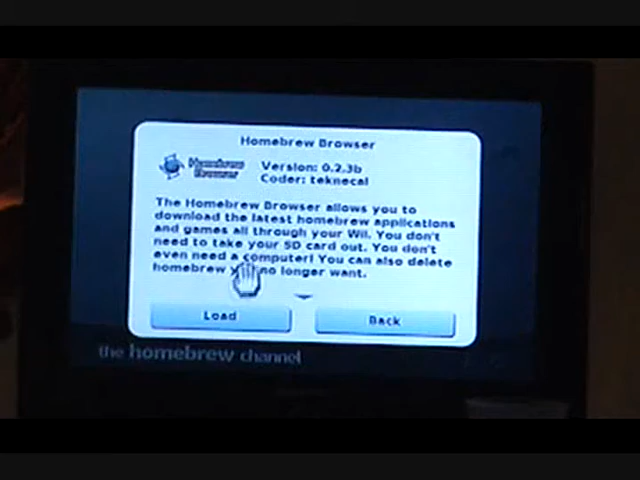 Homebrew Browser
Homebrew
Browser
Version: 0.2.3b
Coder: teknecal
The Homebrew Browser allows you to
download the latest homebrew applications
and games all through your Wii. You don't
need to take your SD card out. You don't
even need a computer! You can also delete
homebrew no longer want.
Load
Back
the homebrew channel